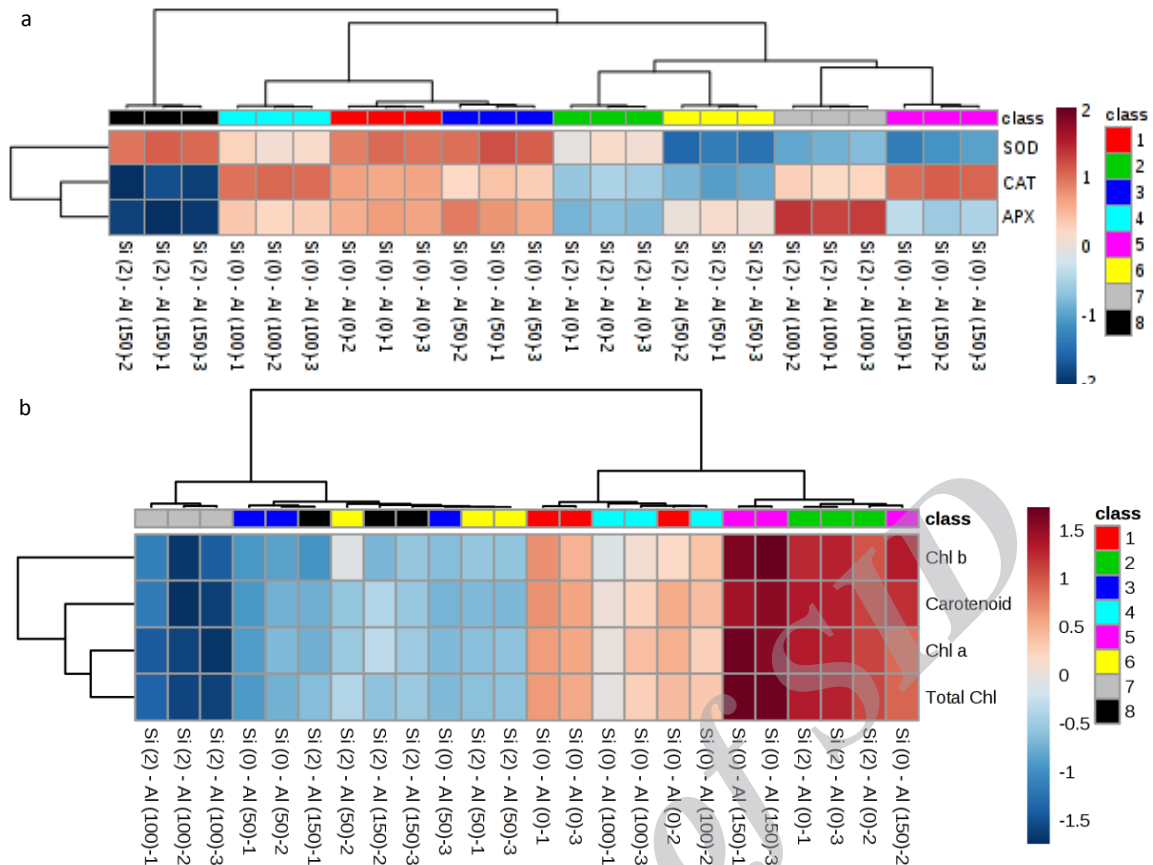 a
class
SOD
CAT
APX
Si (2) - Al (150)-2
Si (2) - Al (150)-1
Si (2) - Al (150)-3
Si (0) - Al (100)-1
Si (0) - Al (100)-2
Si (0) - Al (100)-3
Si (0) - Al (0)-2
Si (0) - Al (0)-1
Si (0) - Al (0)-3
Si (0) - Al (50)-2
Si (0) - Al (50)-1
Si (0) - Al (50)-3
Si (2) - Al (0)-1
Si (2) - Al (0)-2
Si (2) - Al (0)-3
Si (2) - Al (50)-2
Si (2) - Al (50)-1
Si (2) - Al (50)-3
Si (2) - Al (100)-2
Si (2) - Al (100)-1
Si (2) - Al (100)-3
Si (0) - Al (150)-1
Si (0) - Al (150)-2
Si (0) - Al (150)-3
2
1
0
-1
-2
class
1
2
3
4
5
6
7
8
b
class
Chl b
Carotenoid
Chl a
Total Chl
Si (2) - Al (100)-1
Si (2) - Al (100)-2
Si (2) - Al (100)-3
Si (0) - Al (50)-1
Si (0) - Al (50)-2
Si (2) - Al (150)-1
Si (2) - Al (50)-2
Si (2) - Al (150)-2
Si (2) - Al (150)-3
Si (0) - Al (50)-3
Si (2) - Al (50)-1
Si (2) - Al (50)-3
Si (0) - Al (0)-1
Si (0) - Al (0)-3
Si (0) - Al (100)-1
Si (0) - Al (100)-3
Si (0) - Al (0)-2
Si (0) - Al (100)-2
Si (0) - Al (150)-1
Si (0) - Al (150)-3
Si (2) - Al (0)-1
Si (2) - Al (0)-3
Si (2) - Al (0)-2
Si (0) - Al (150)-2
1.5
1
0.5
0
-0.5
-1
-1.5
class
1
2
3
4
5
6
7
8
of SID